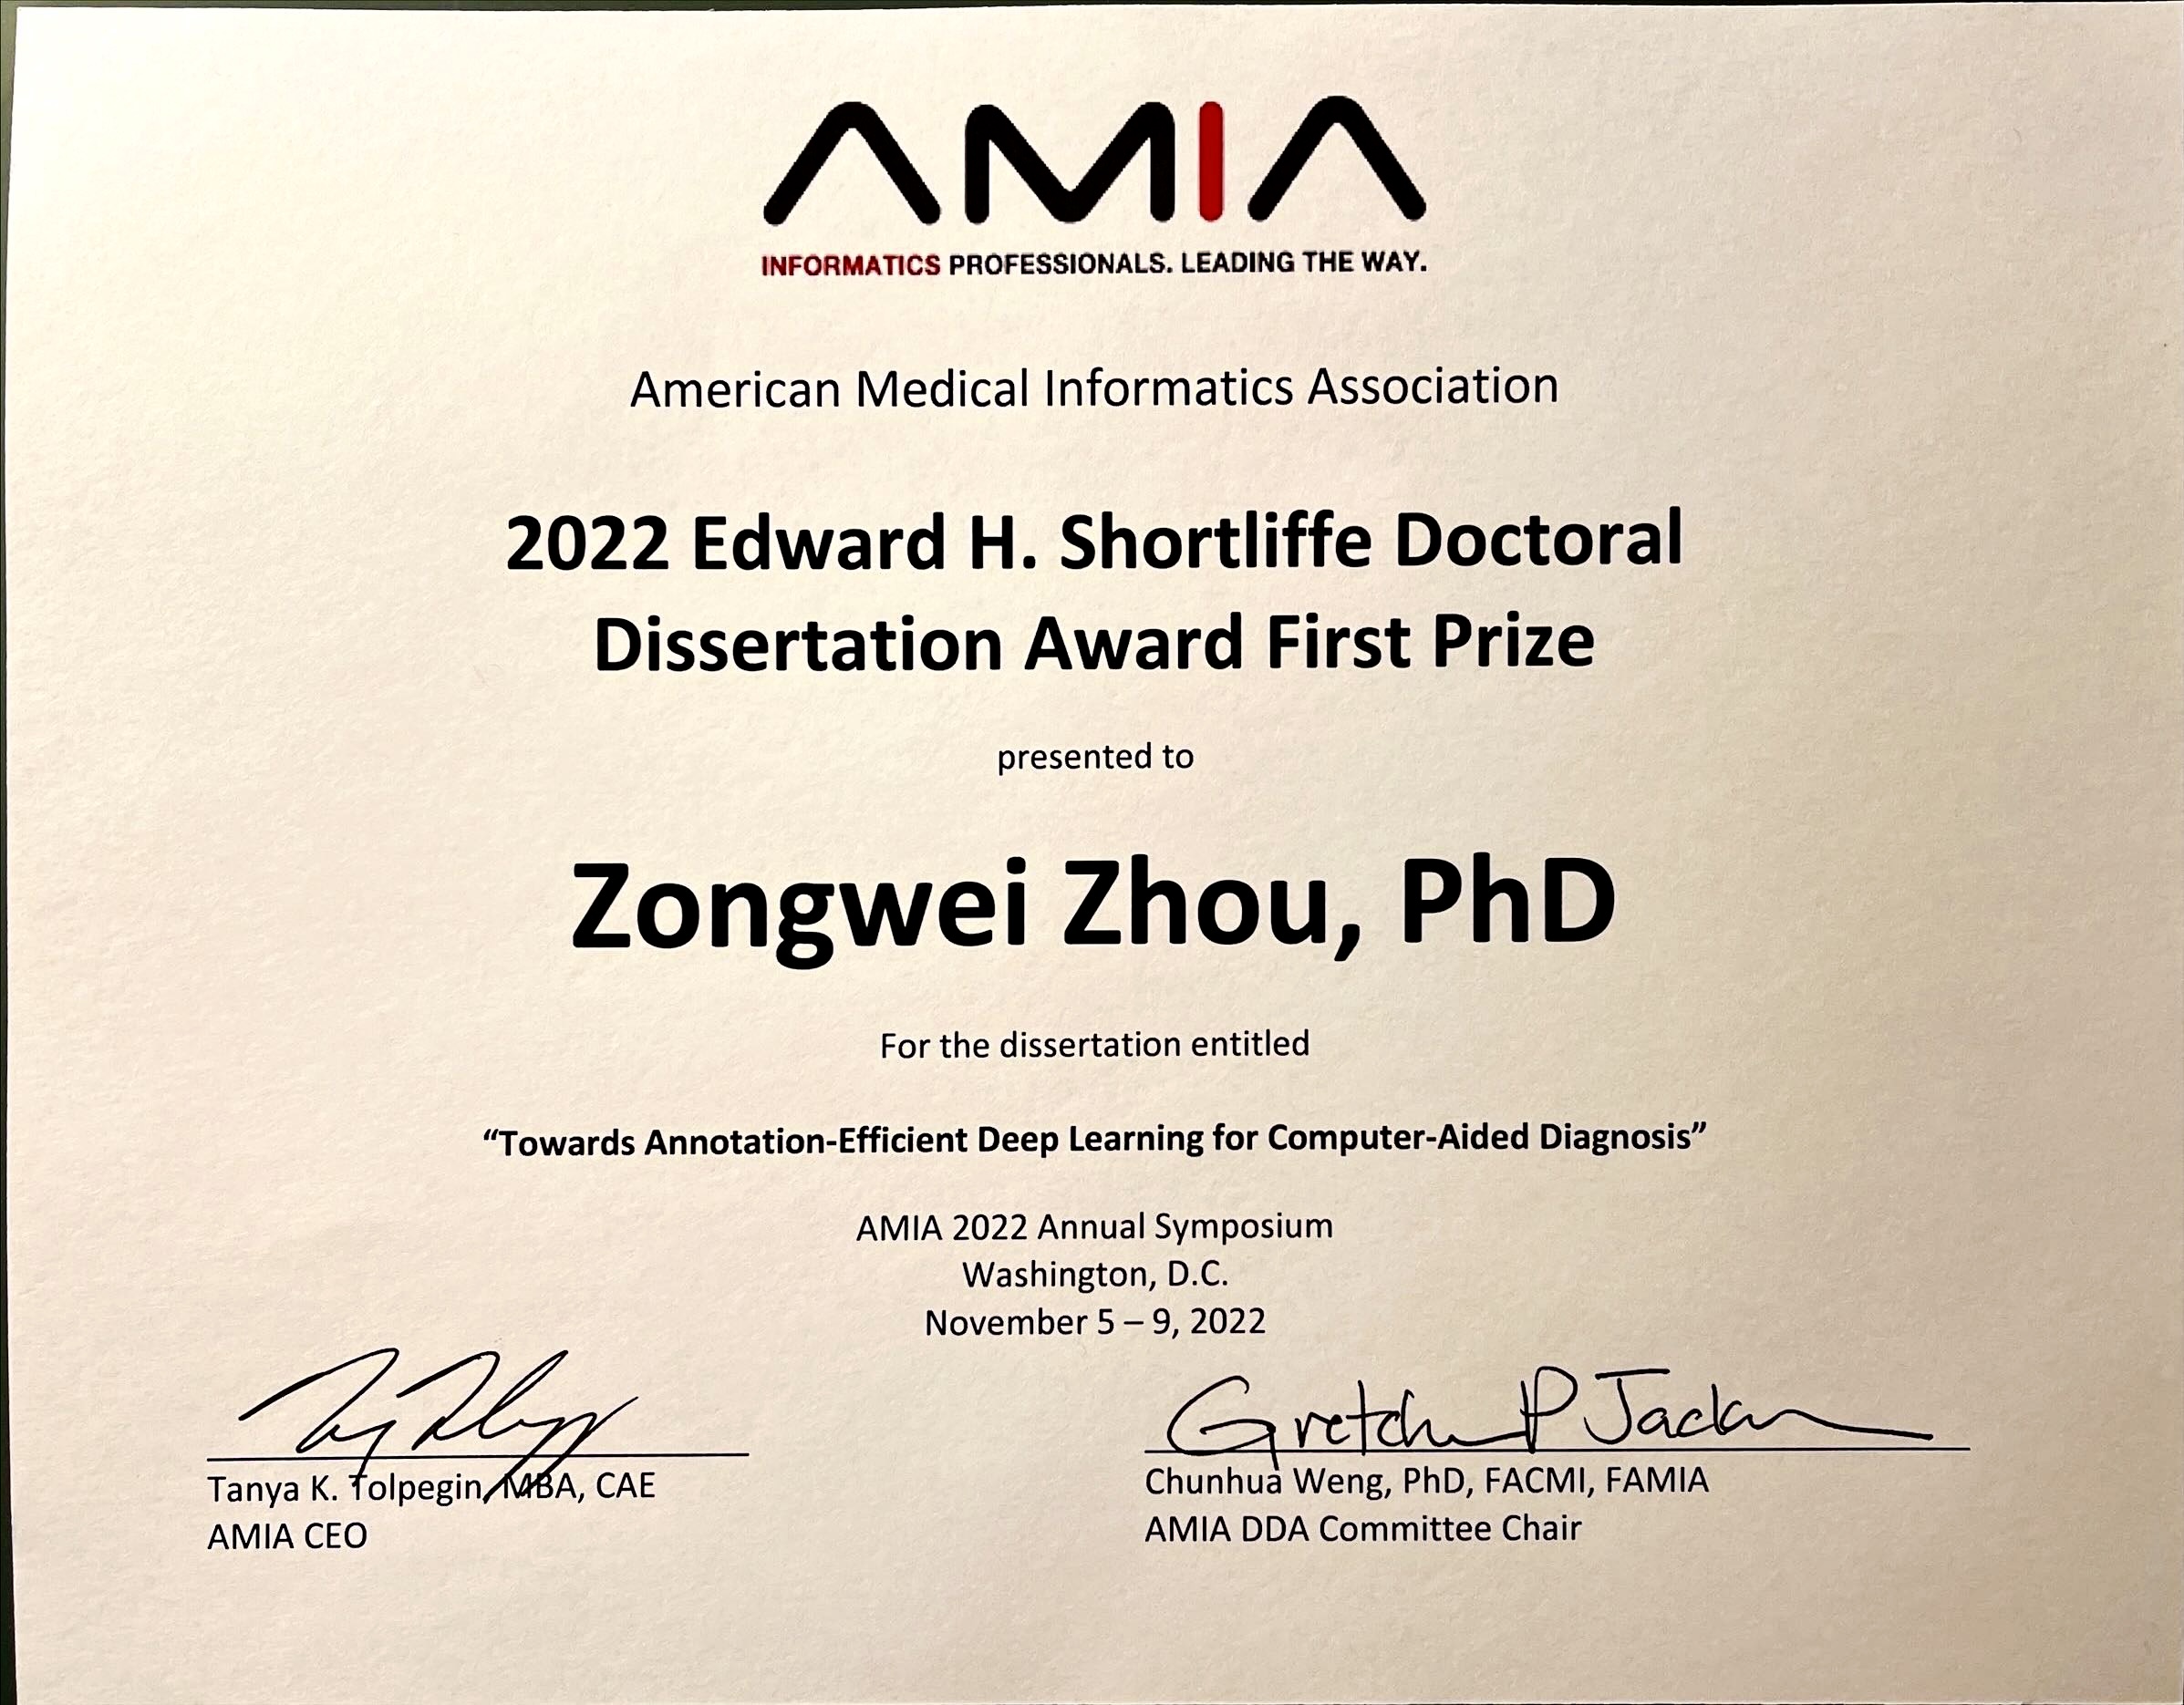 AMIA
INFORMATICS PROFESSIONALS. LEADING THE WAY.
American Medical Informatics Association
2022 Edward H. Shortliffe Doctoral
Dissertation Award First Prize
presented to
Zongwei Zhou, PhD
For the dissertation entitled
“Towards Annotation-Efficient Deep Learning for Computer-Aided Diagnosis”
AMIA 2022 Annual Symposium
Washington, D.C.
November 5 – 9, 2022
Tanya K. Tolpegin, MBA, CAE
AMIA CEO
Gretchen P Jackson
Chunhua Weng, PhD, FACMI, FAMIA
AMIA DDA Committee Chair